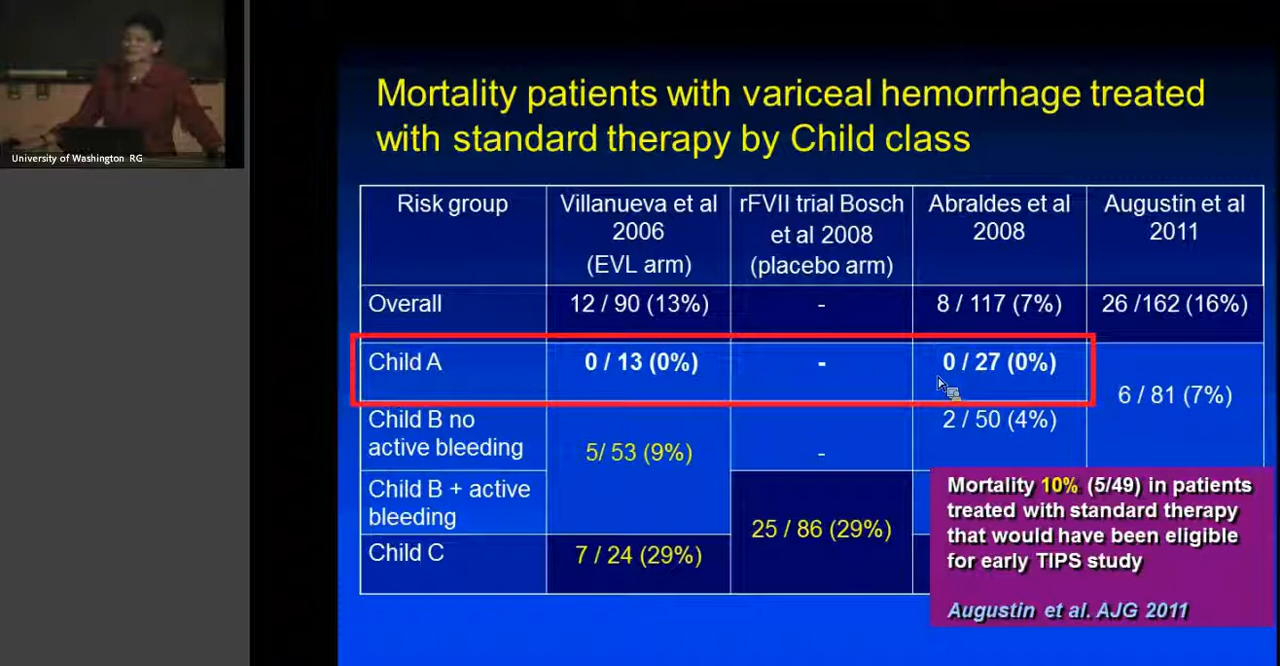 University of Washington RG
Mortality patients with variceal hemorrhage treated
with standard therapy by Child class
Risk group
Villanueva et al
2006
(EVL arm)
rFVII trial Bosch
et al 2008
(placebo arm)
Abraldes et al
2008
Augustin et al
2011
Overall
12 / 90 (13%)
-
8 / 117 (7%)
26 /162 (16%)
Child A
0 / 13 (0%)
-
0 / 27 (0%)
6 / 81 (7%)
Child B no
active bleeding
5/ 53 (9%)
-
2 / 50 (4%)
Child B + active
bleeding
25 / 86 (29%)
Child C
7 / 24 (29%)
Mortality 10% (5/49) in patients
treated with standard therapy
that would have been eligible
for early TIPS study
Augustin et al. AJG 2011